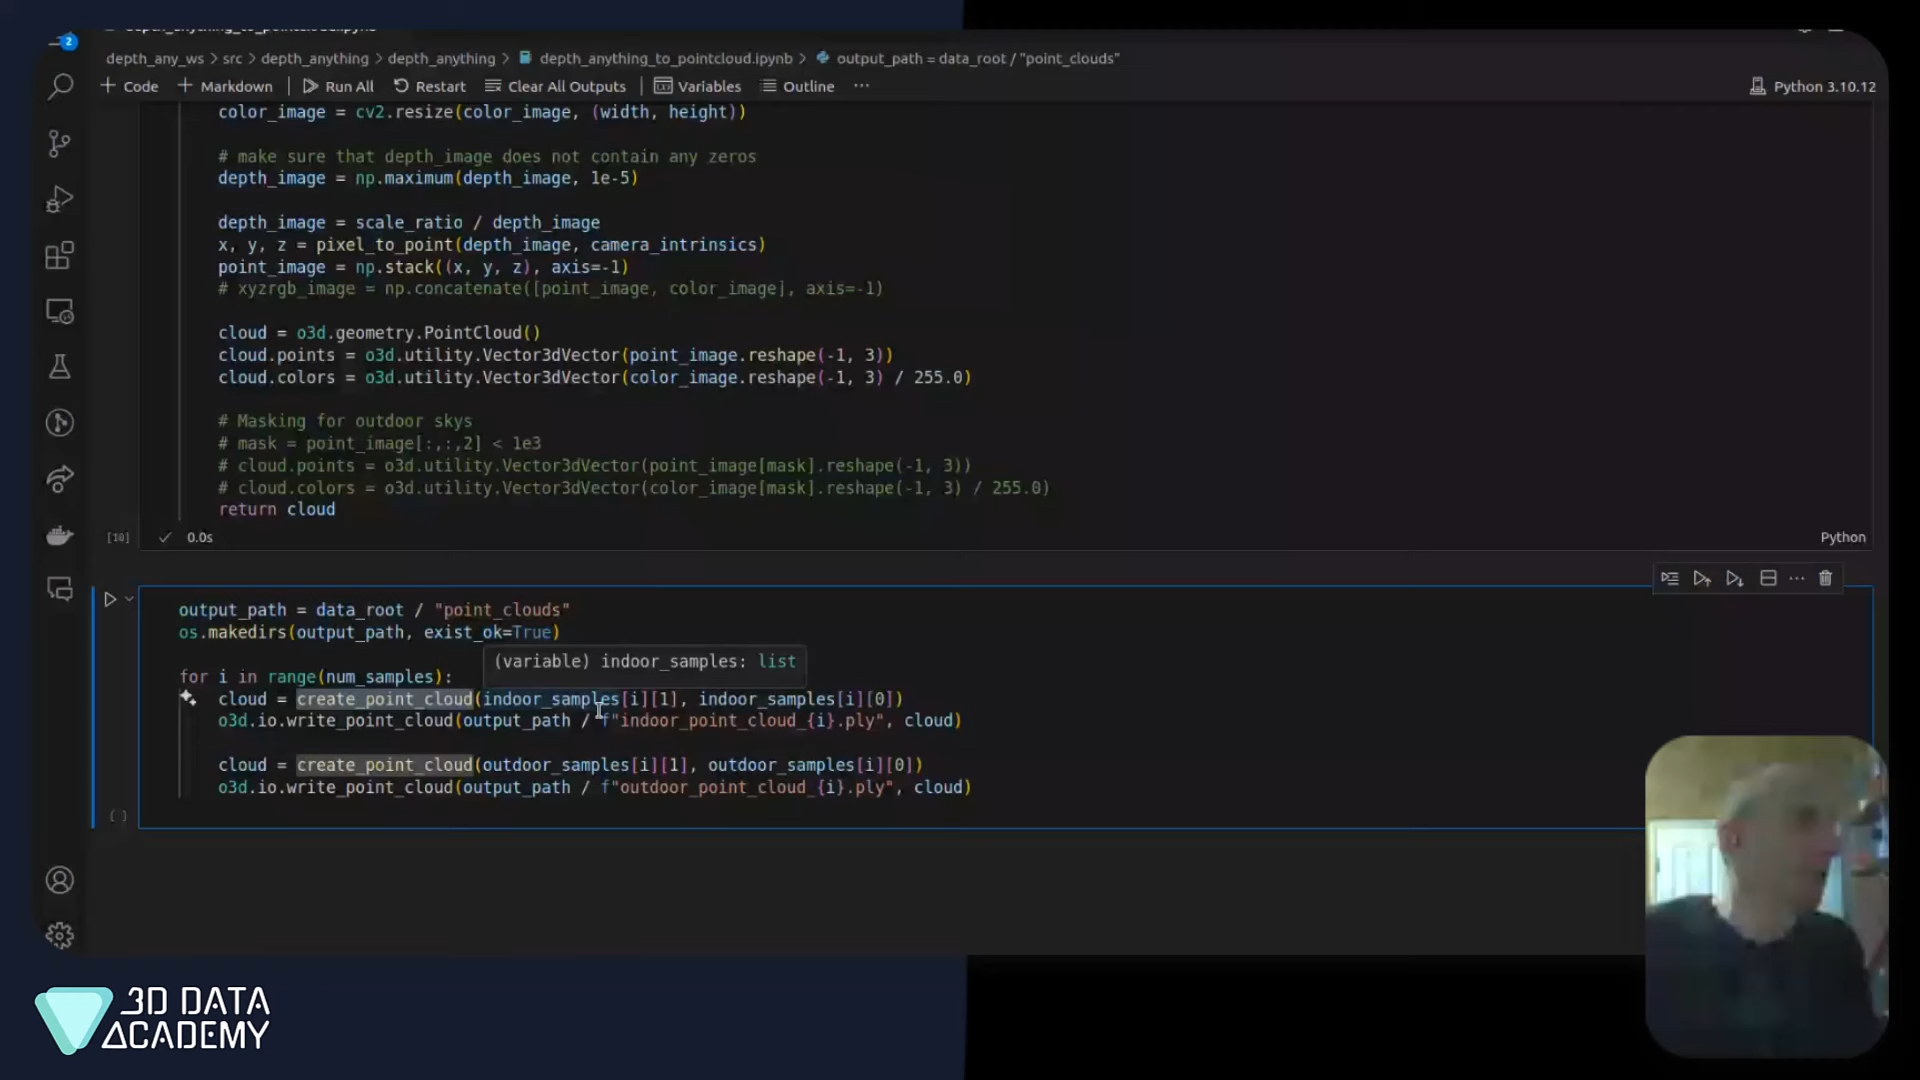 2
depth_any_ws > src > depth_anything > depth_anything > depth_anything_to_pointcloud.ipynb > output_path = data_root / "point_clouds"
+ Code + Markdown Run All Restart Clear All Outputs Variables Outline ··· Python 3.10.12
color_image = cv2.resize(color_image, (width, height))
# make sure that depth_image does not contain any zeros
depth_image = np.maximum(depth_image, 1e-5)
depth_image = scale_ratio / depth_image
x, y, z = pixel_to_point(depth_image, camera_intrinsics)
point_image = np.stack((x, y, z), axis=-1)
# xyzrgb_image = np.concatenate([point_image, color_image], axis=-1)
cloud = o3d.geometry.PointCloud()
cloud.points = o3d.utility.Vector3dVector(point_image.reshape(-1, 3))
cloud.colors = o3d.utility.Vector3dVector(color_image.reshape(-1, 3) / 255.0)
# Masking for outdoor skys
# mask = point_image[:,:,2] < 1e3
# cloud.points = o3d.utility.Vector3dVector(point_image[mask].reshape(-1, 3))
# cloud.colors = o3d.utility.Vector3dVector(color_image[mask].reshape(-1, 3) / 255.0)
return cloud
[10] 0.0s Python
output_path = data_root / "point_clouds"
os.makedirs(output_path, exist_ok=True)
(variable) indoor_samples: list
for i in range(num_samples):
cloud = create_point_cloud(indoor_samples[i][1], indoor_samples[i][0])
o3d.io.write_point_cloud(output_path / f"indoor_point_cloud_{i}.ply", cloud)
cloud = create_point_cloud(outdoor_samples[i][1], outdoor_samples[i][0])
o3d.io.write_point_cloud(output_path / f"outdoor_point_cloud_{i}.ply", cloud)
[ ]
3D DATA
ACADEMY